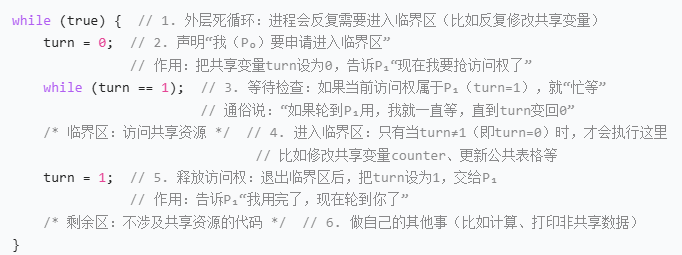 while (true) {  // 1. 外层死循环：进程会反复需要进入临界区（比如反复修改共享变量）
    turn = 0;  // 2. 声明“我（P₀）要申请进入临界区”
               // 作用：把共享变量turn设为0，告诉P₁“现在我要抢访问权了”
    while (turn == 1);  // 3. 等待检查：如果当前访问权属于P₁（turn=1），就“忙等”
                        // 通俗说：“如果轮到P₁用，我就一直等，直到turn变回0”
    /* 临界区：访问共享资源 */  // 4. 进入临界区：只有当turn≠1（即turn=0）时，才会执行这里
                              // 比如修改共享变量counter、更新公共表格等
    turn = 1;  // 5. 释放访问权：退出临界区后，把turn设为1，交给P₁
               // 作用：告诉P₁“我用完了，现在轮到你了”
    /* 剩余区：不涉及共享资源的代码 */  // 6. 做自己的其他事（比如计算、打印非共享数据）
}